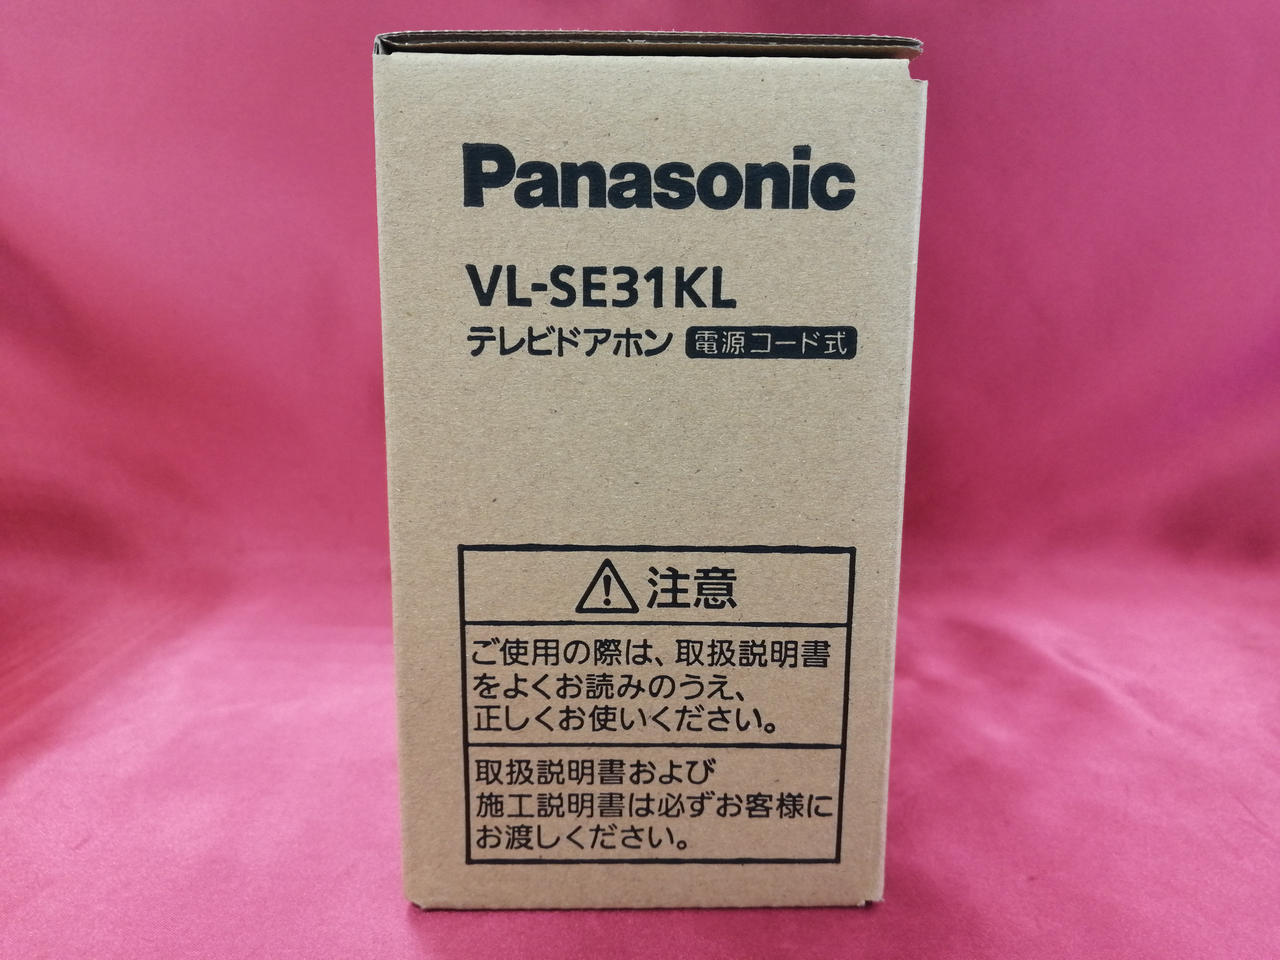 Panasonic
VL-SE31KL
テレビドアホン 電源コード式
注意
ご使用の際は、取扱説明書
をよくお読みのうえ、
正しくお使いください。
取扱説明書および
施工説明書は必ずお客様に
お渡しください。